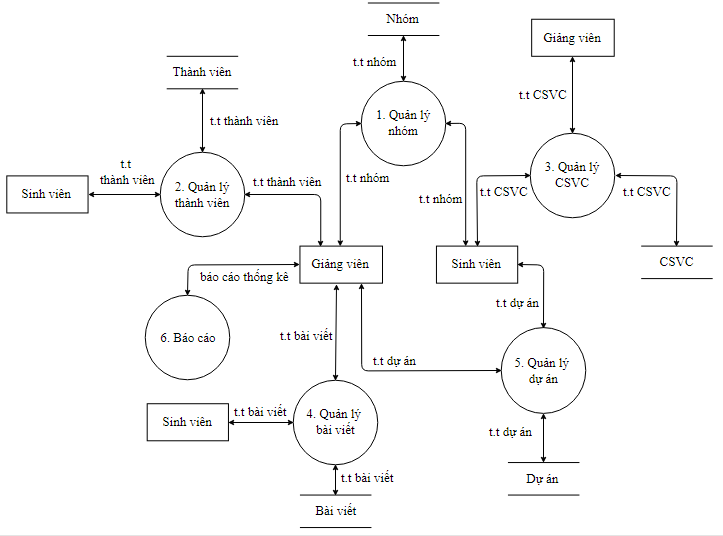 Nhóm
Giảng viên
t.t nhóm
Thành viên
t.t CSVC
1. Quản lý
nhóm
t.t thành viên
t.t
thành viên
2. Quản lý
thành viên
t.t thành viên
t.t nhóm
3. Quản lý
CSVC
Sinh viên
t.t nhóm
t.t CSVC
t.t CSVC
Giảng viên
Sinh viên
CSVC
báo cáo thống kê
t.t dự án
6. Báo cáo
t.t bài viết
t.t dự án
5. Quản lý
dự án
Sinh viên
t.t bài viết
4. Quản lý
bài viết
t.t dự án
t.t bài viết
Dự án
Bài viết